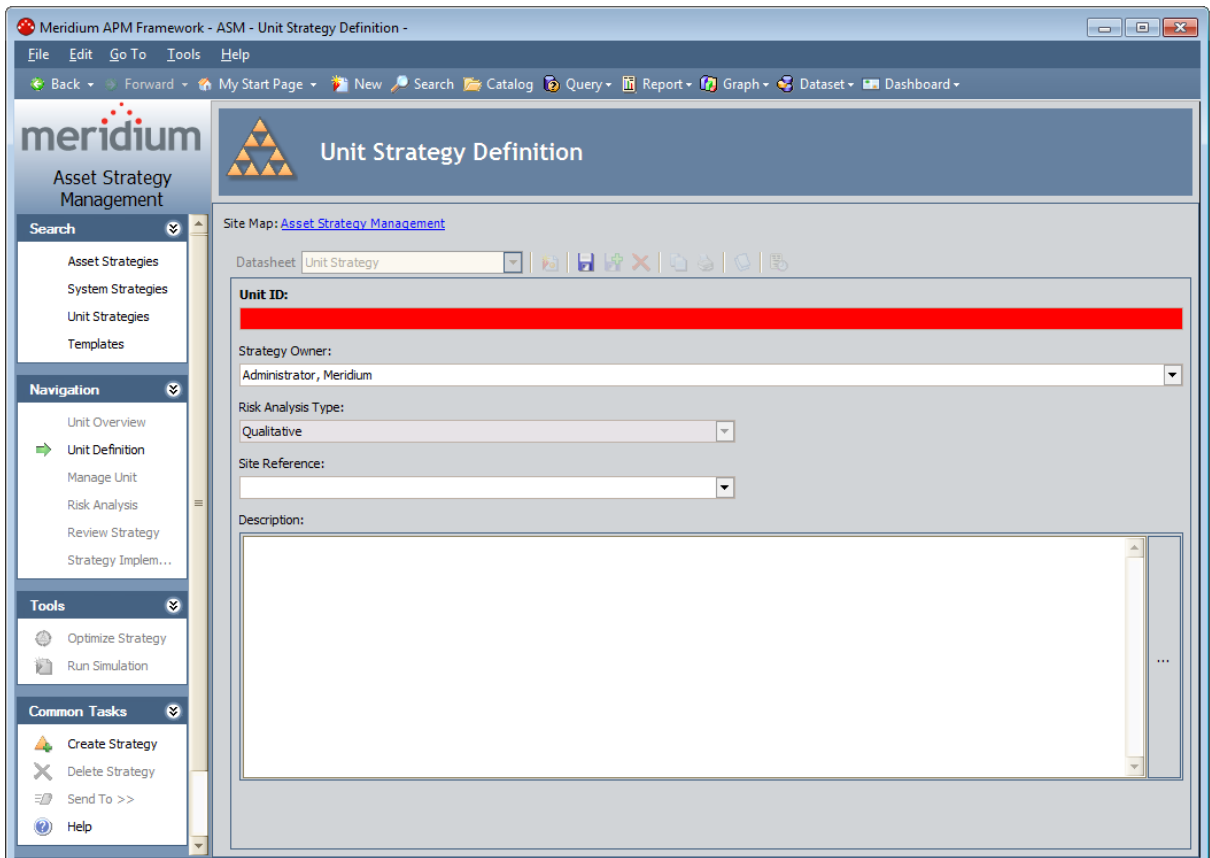 Meridium APM Framework - ASM - Unit Strategy Definition -
File Edit Go To Tools Help
Back Forward My Start Page New Search Catalog Query Report Graph Dataset Dashboard
meridium
Asset Strategy
Management
Unit Strategy Definition
Search
Asset Strategies
System Strategies
Unit Strategies
Templates
Navigation
Unit Overview
Unit Definition
Manage Unit
Risk Analysis
Review Strategy
Strategy Implem...
Tools
Optimize Strategy
Run Simulation
Common Tasks
Create Strategy
Delete Strategy
Send To >>
Help
Site Map: Asset Strategy Management
Datasheet Unit Strategy
Unit ID:
Strategy Owner:
Administrator, Meridium
Risk Analysis Type:
Qualitative
Site Reference:
Description:
...